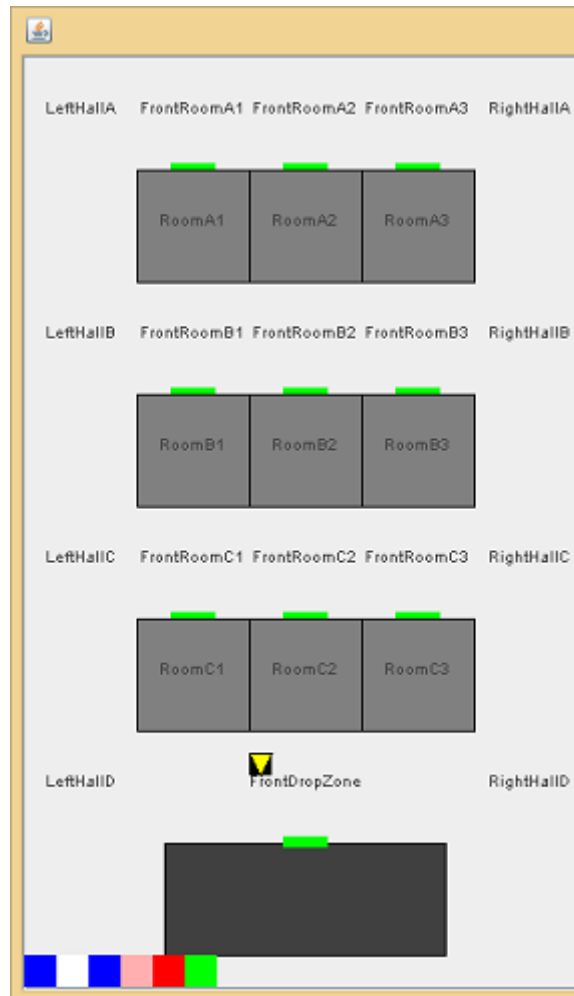 LeftHallA FrontRoomA1 FrontRoomA2 FrontRoomA3 RightHallA
RoomA1 RoomA2 RoomA3
LeftHallB FrontRoomB1 FrontRoomB2 FrontRoomB3 RightHallB
RoomB1 RoomB2 RoomB3
LeftHallC FrontRoomC1 FrontRoomC2 FrontRoomC3 RightHallC
RoomC1 RoomC2 RoomC3
LeftHallD FrontDropZone RightHallD